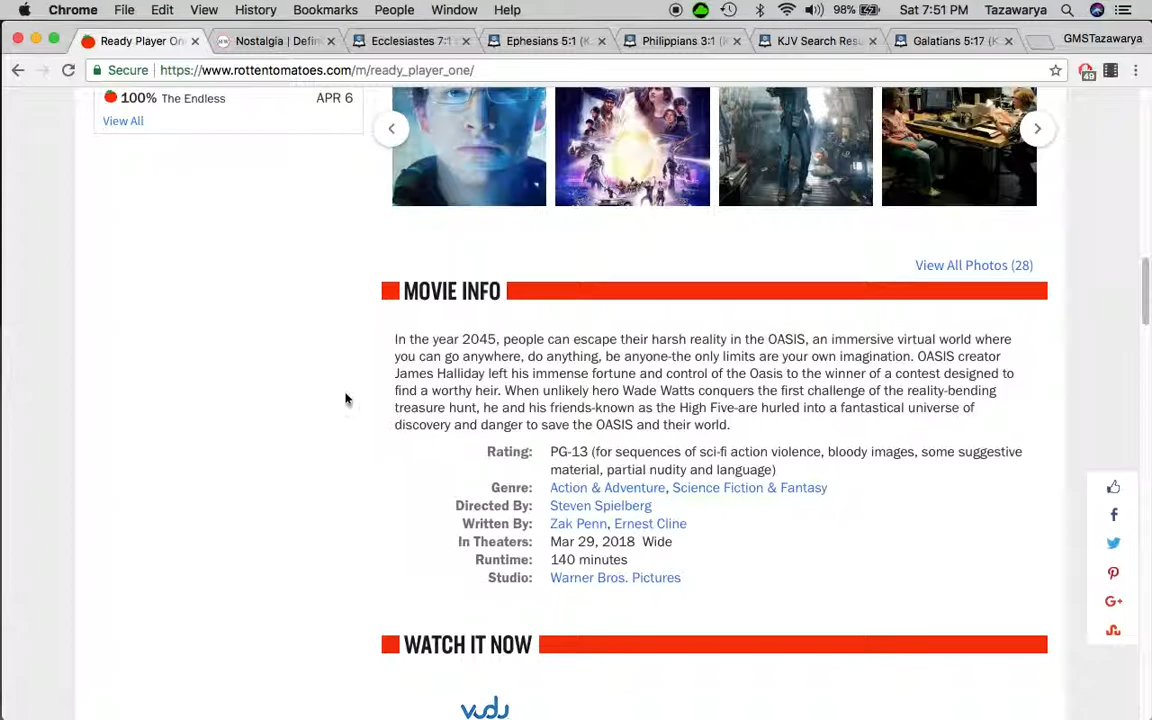 Chrome File Edit View History Bookmarks People Window Help 98% Sat 7:51 PM Tazawarya
Ready Player One Nostalgia | Defin Ecclesiastes 7:1 Ephesians 5:1 (K Philippians 3:1 ( KJV Search Resu Galatians 5:17 (K GMSTazawarya
Secure https://www.rottentomatoes.com/m/ready_player_one/ 49
100% The Endless APR 6
View All
View All Photos (28)
MOVIE INFO
In the year 2045, people can escape their harsh reality in the OASIS, an immersive virtual world where
you can go anywhere, do anything, be anyone-the only limits are your own imagination. OASIS creator
James Halliday left his immense fortune and control of the Oasis to the winner of a contest designed to
find a worthy heir. When unlikely hero Wade Watts conquers the first challenge of the reality-bending
treasure hunt, he and his friends-known as the High Five-are hurled into a fantastical universe of
discovery and danger to save the OASIS and their world.
Rating: PG-13 (for sequences of sci-fi action violence, bloody images, some suggestive
material, partial nudity and language)
Genre: Action & Adventure, Science Fiction & Fantasy
Directed By: Steven Spielberg
Written By: Zak Penn, Ernest Cline
In Theaters: Mar 29, 2018 Wide
Runtime: 140 minutes
Studio: Warner Bros. Pictures
WATCH IT NOW
vudu